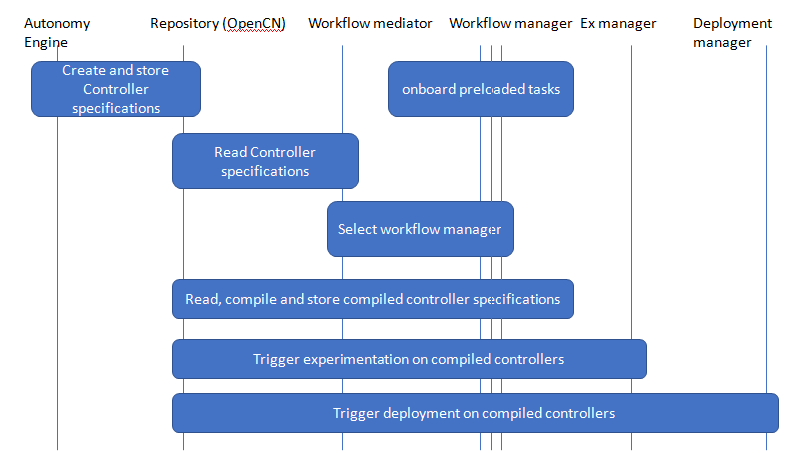 Autonomy
Engine
Repository (OpenCN)
Workflow mediator
Workflow manager
Ex manager
Deployment
manager
Create and store
Controller
specifications
onboard preloaded tasks
Read Controller
specifications
Select workflow manager
Read, compile and store compiled controller specifications
Trigger experimentation on compiled controllers
Trigger deployment on compiled controllers